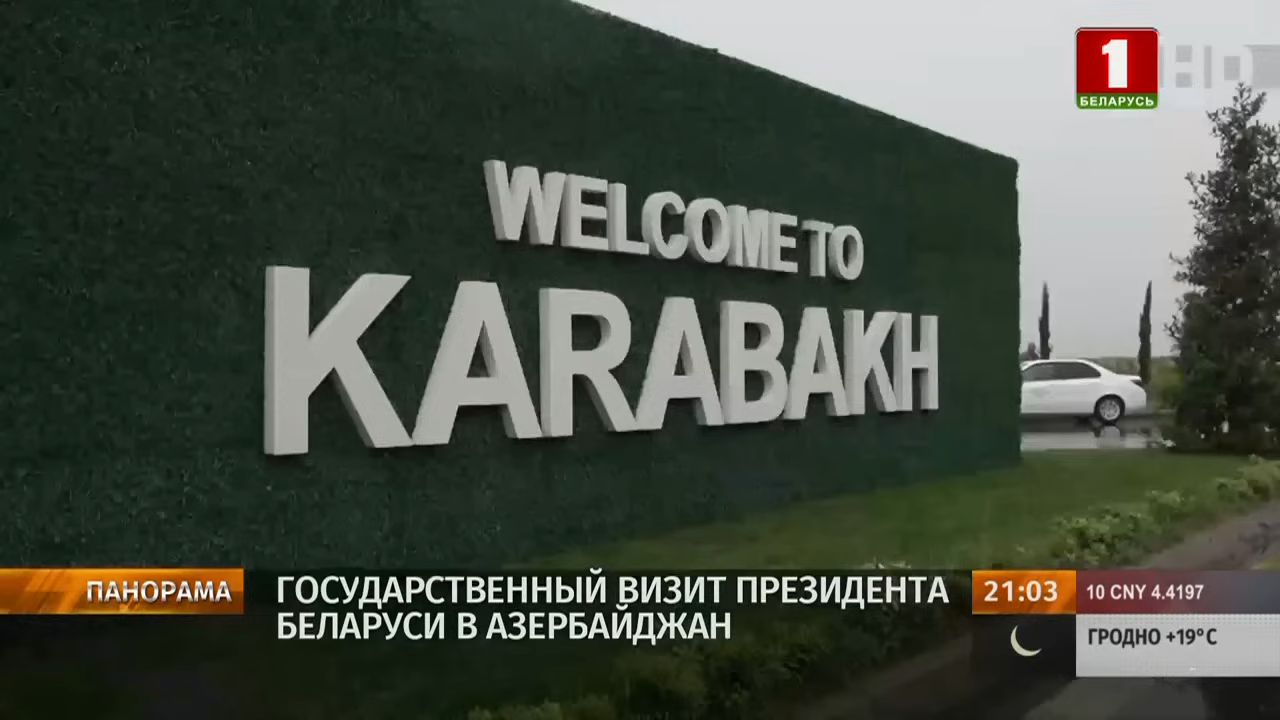 1
HD
БЕЛАРУСЬ
WELCOME TO
KARABAKH
ПАНОРАМА
ГОСУДАРСТВЕННЫЙ ВИЗИТ ПРЕЗИДЕНТА
БЕЛАРУСИ В АЗЕРБАЙДЖАН
21:03
10 CNY 4.4197
ГРОДНО +19°C